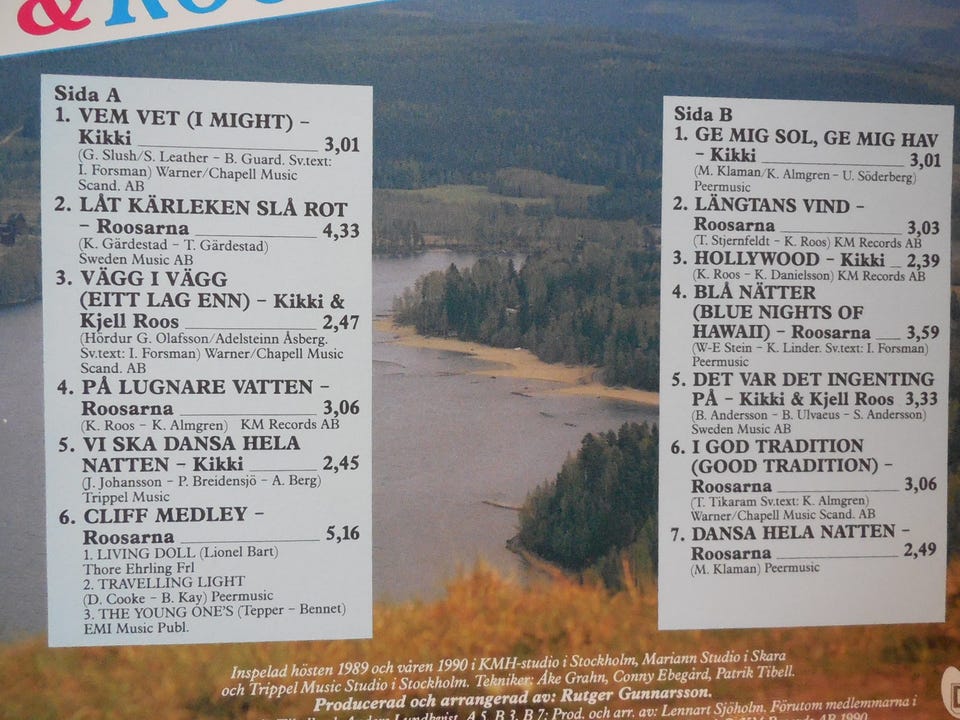 &
Sida A
1. VEM VET (I MIGHT) –
Kikki 3,01
(G. Slush/S. Leather – B. Guard. Sv.text:
I. Forsman) Warner/Chapell Music
Scand. AB
2. LÅT KÄRLEKEN SLÅ ROT
– Roosarna 4,33
(K. Gärdestad – T. Gärdestad)
Sweden Music AB
3. VÄGG I VÄGG
(EITT LAG ENN) – Kikki &
Kjell Roos 2,47
(Hördur G. Olafsson/Adelsteinn Åsberg.
Sv.text: I. Forsman) Warner/Chapell Music
Scand. AB
4. PÅ LUGNARE VATTEN –
Roosarna 3,06
(K. Roos – K. Almgren) KM Records AB
5. VI SKA DANSA HELA
NATTEN – Kikki 2,45
(J. Johansson – P. Breidensjö – A. Berg)
Trippel Music
6. CLIFF MEDLEY –
Roosarna 5,16
1. LIVING DOLL (Lionel Bart)
Thore Ehrling Frl
2. TRAVELLING LIGHT
(D. Cooke – B. Kay) Peermusic
3. THE YOUNG ONE'S (Tepper – Bennet)
EMI Music Publ.
Sida B
1. GE MIG SOL, GE MIG HAV
– Kikki 3,01
(M. Klaman/K. Almgren – U. Söderberg)
Peermusic
2. LÄNGTANS VIND –
Roosarna 3,03
(T. Stjernfeldt – K. Roos) KM Records AB
3. HOLLYWOOD – Kikki 2,39
(K. Roos – K. Danielsson) KM Records AB
4. BLÅ NÄTTER
(BLUE NIGHTS OF
HAWAII) – Roosarna 3,59
(W-E Stein – K. Linder. Sv.text: I. Forsman)
Peermusic
5. DET VAR DET INGENTING
PÅ – Kikki & Kjell Roos 3,33
(B. Andersson – B. Ulvaeus – S. Andersson)
Sweden Music AB
6. I GOD TRADITION
(GOOD TRADITION) –
Roosarna 3,06
(T. Tikaram Sv.text: K. Almgren)
Warner/Chapell Music Scand. AB
7. DANSA HELA NATTEN –
Roosarna 2,49
(M. Klaman) Peermusic
Inspelad hösten 1989 och våren 1990 i KMH-studio i Stockholm, Mariann Studio i Skara
och Trippel Music Studio i Stockholm. Tekniker: Åke Grahn, Conny Ebegård, Patrik Tibell.
Producerad och arrangerad av: Rutger Gunnarsson.
A 5, B 3, B 7: Prod. och arr. av: Lennart Sjöholm. Förutom medlemmarna i